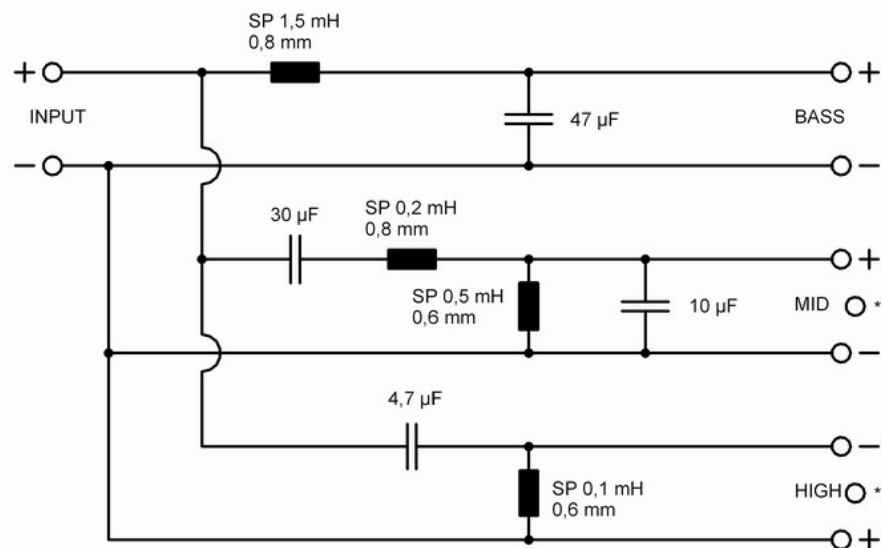 SP 1,5 mH
0,8 mm
+ +
INPUT 47 µF BASS
− −
30 µF SP 0,2 mH
0,8 mm
+
SP 0,5 mH
0,6 mm
10 µF MID *
−
4,7 µF
−
SP 0,1 mH
0,6 mm
HIGH *
+